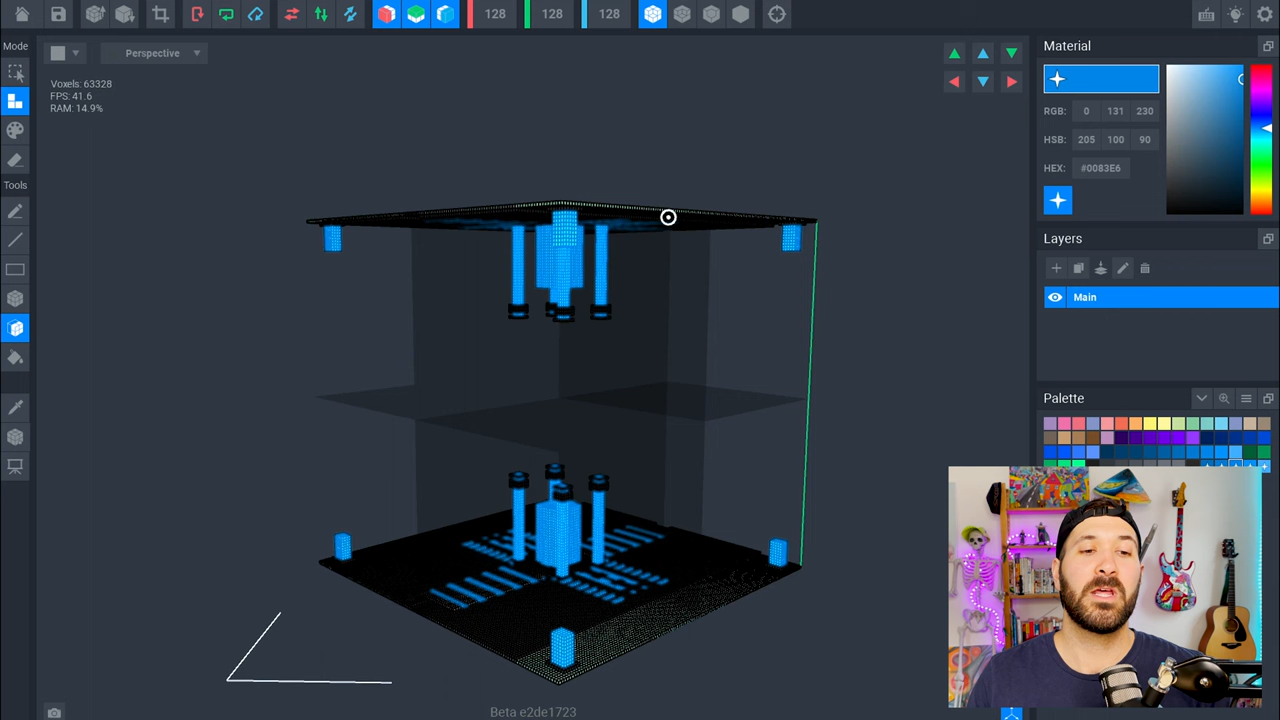 128 128 128
Mode
Perspective
Voxels: 63328
FPS: 41.6
RAM: 14.9%
Tools
Material
RGB: 0 131 230
HSB: 205 100 90
HEX: #0083E6
Layers
Main
Palette
Beta e2de1723